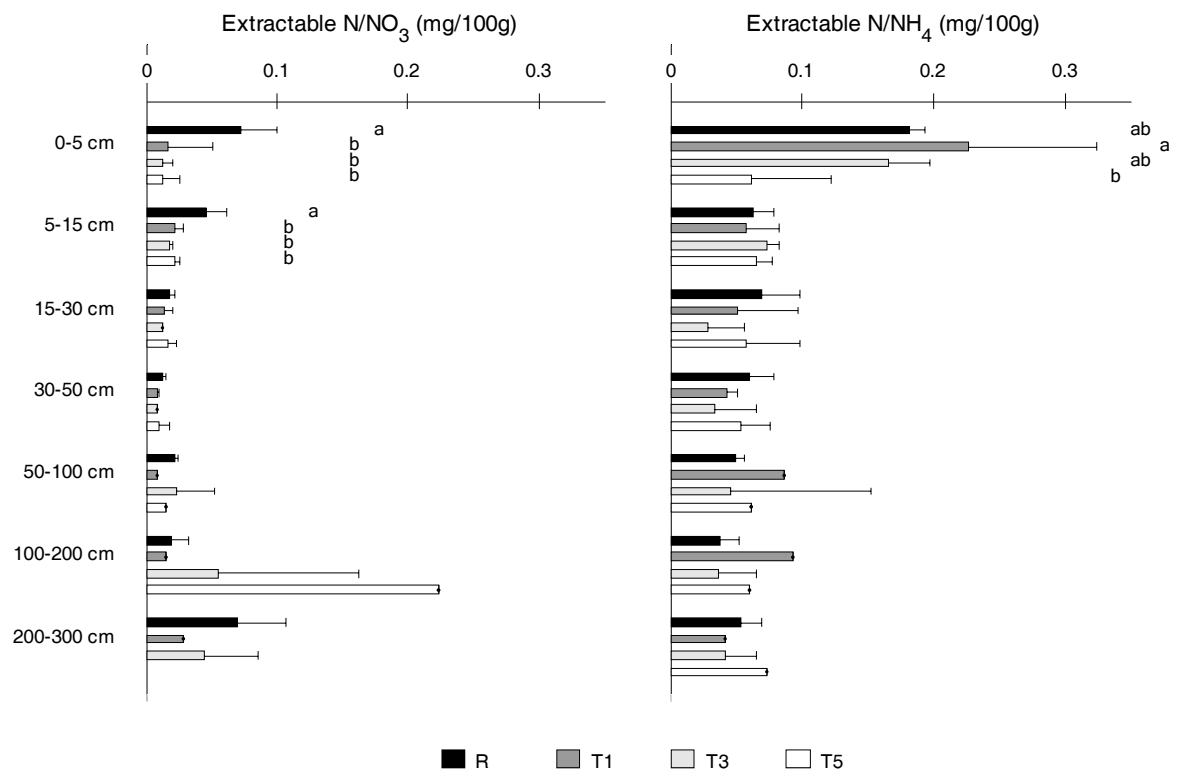 Extractable N/NO3 (mg/100g) Extractable N/NH4 (mg/100g)
0 0.1 0.2 0.3 0 0.1 0.2 0.3
0-5 cm
a ab
b a
b ab
b b
5-15 cm
a
b
b
b
15-30 cm
30-50 cm
50-100 cm
100-200 cm
200-300 cm
R T1 T3 T5